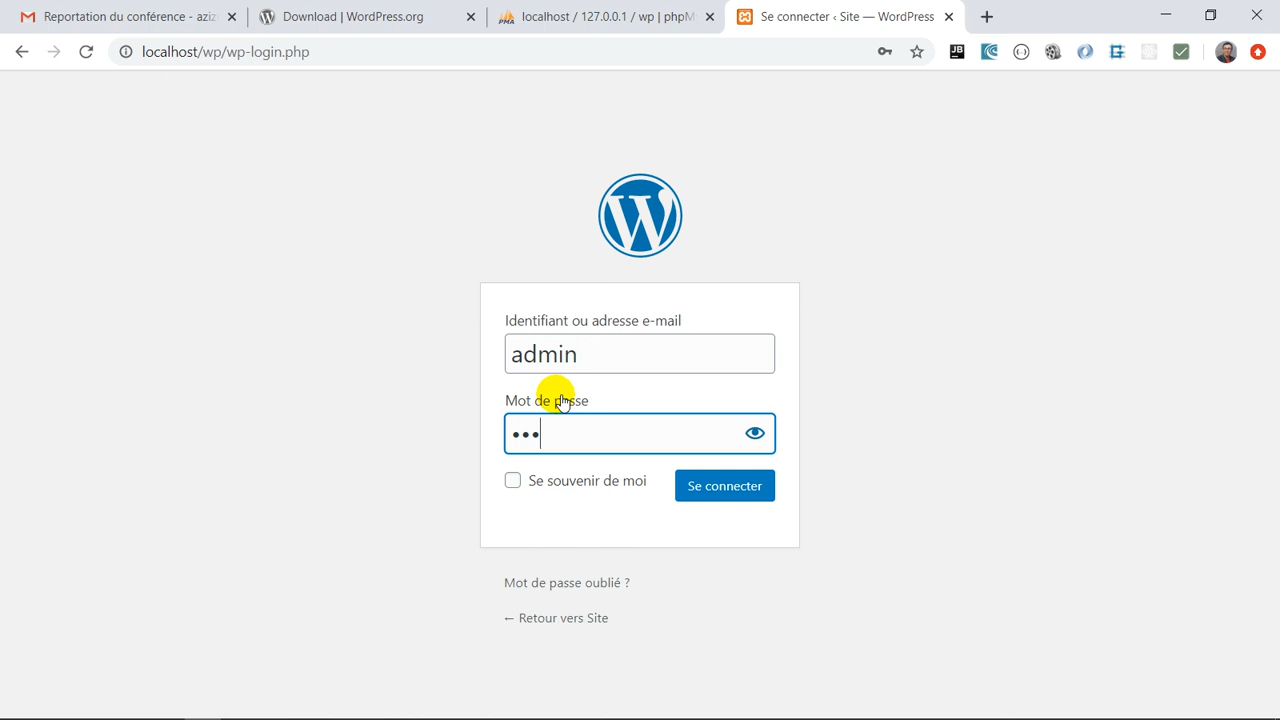 Reportation du conférence - aziz
Download | WordPress.org
localhost / 127.0.0.1 / wp | phpM
Se connecter ‹ Site — WordPress
localhost/wp/wp-login.php
Identifiant ou adresse e-mail
admin
Mot de passe
•••
Se souvenir de moi
Se connecter
Mot de passe oublié ?
← Retour vers Site